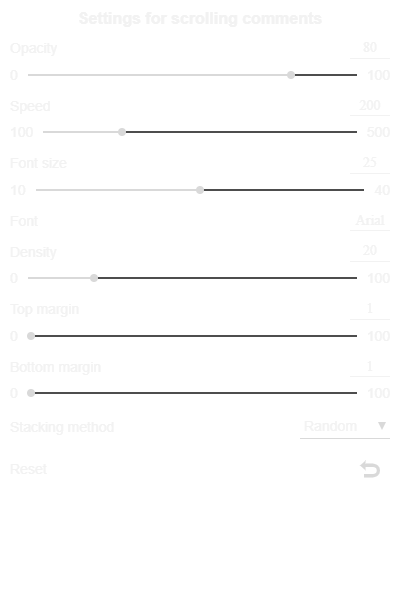 Settings for scrolling comments
Opacity 80
0 100
Speed 200
100 500
Font size 25
10 40
Font Arial
Density 20
0 100
Top margin 1
0 100
Bottom margin 1
0 100
Stacking method Random ▼
Reset